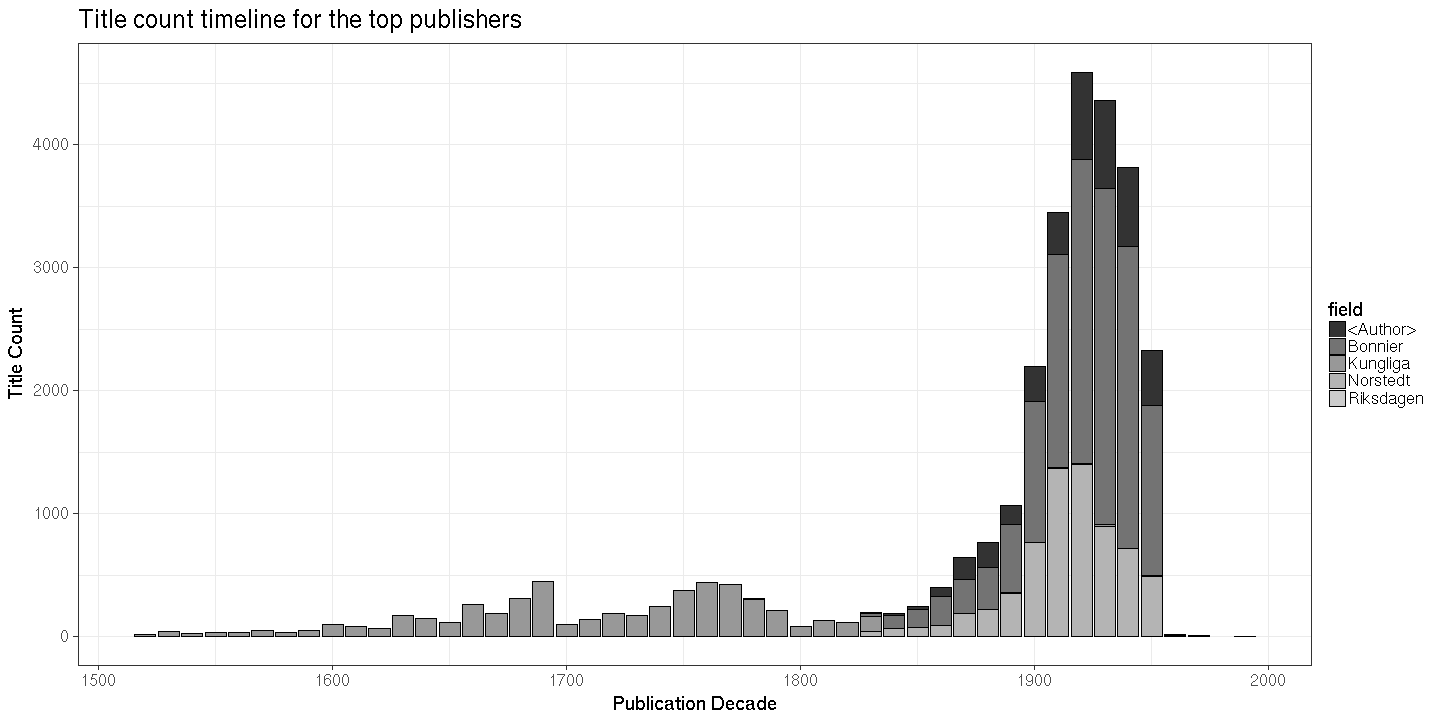 Title count timeline for the top publishers
Title Count
4000
3000
2000
1000
0
1500
1600
1700
1800
1900
2000
Publication Decade
field
<Author>
Bonnier
Kungliga
Norstedt
Riksdagen